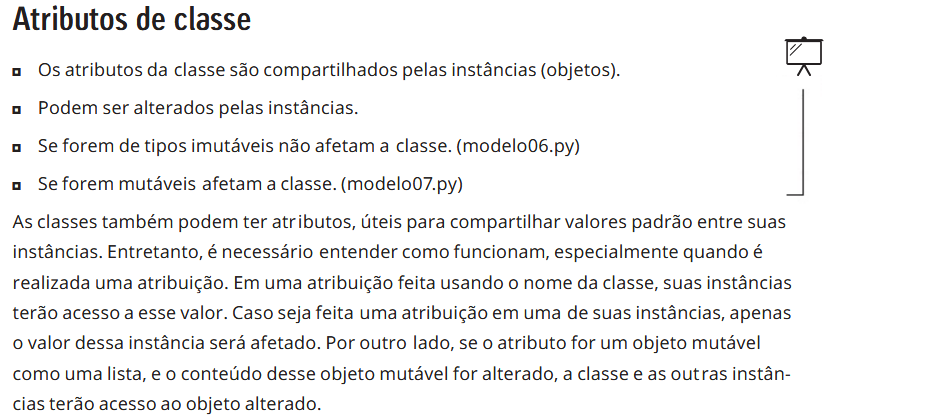 Atributos de classe
Os atributos da classe são compartilhados pelas instâncias (objetos).
Podem ser alterados pelas instâncias.
Se forem de tipos imutáveis não afetam a classe. (modelo06.py)
Se forem mutáveis afetam a classe. (modelo07.py)
As classes também podem ter atributos, úteis para compartilhar valores padrão entre suas
instâncias. Entretanto, é necessário entender como funcionam, especialmente quando é
realizada uma atribuição. Em uma atribuição feita usando o nome da classe, suas instâncias
terão acesso a esse valor. Caso seja feita uma atribuição em uma de suas instâncias, apenas
o valor dessa instância será afetado. Por outro lado, se o atributo for um objeto mutável
como uma lista, e o conteúdo desse objeto mutável for alterado, a classe e as outras instân-
cias terão acesso ao objeto alterado.